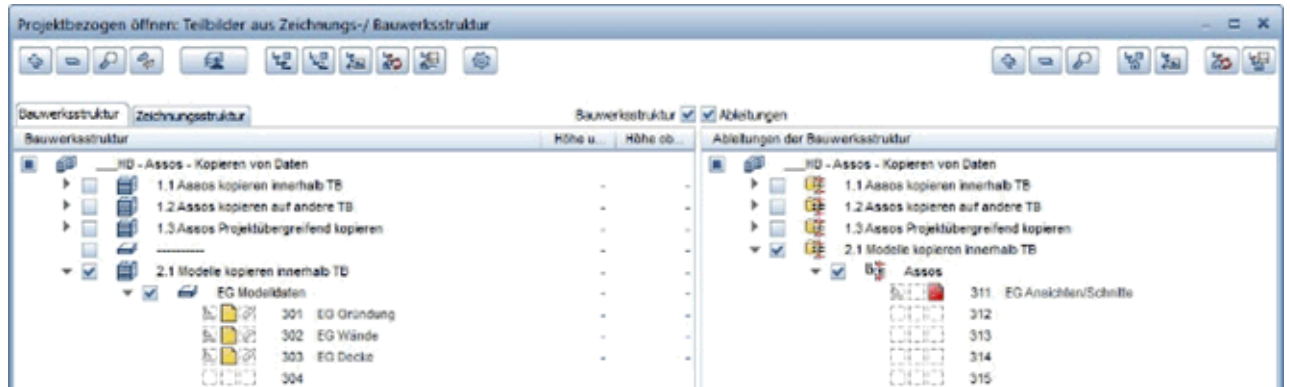 Projektbezogen öffnen: Teilbilder aus Zeichnungs-/ Bauwerksstruktur
Bauwerksstruktur Zeichnungsstruktur Bauwerksstruktur Ableitungen
Bauwerksstruktur Höhe u... Höhe ob... Ableitungen der Bauwerksstruktur
___HD - Assos - Kopieren von Daten
1.1 Assos kopieren innerhalb TB - -
1.2 Assos kopieren auf andere TB - -
1.3 Assos Projektübergreifend kopieren - -
---------- - -
2.1 Modelle kopieren innerhalb TB - -
EG Modelldaten - -
301 EG Gründung - -
302 EG Wände - -
303 EG Decke - -
304
___HD - Assos - Kopieren von Daten
1.1 Assos kopieren innerhalb TB
1.2 Assos kopieren auf andere TB
1.3 Assos Projektübergreifend kopieren
2.1 Modelle kopieren innerhalb TB
Assos
311 EG Ansichten/Schnitte
312
313
314
315